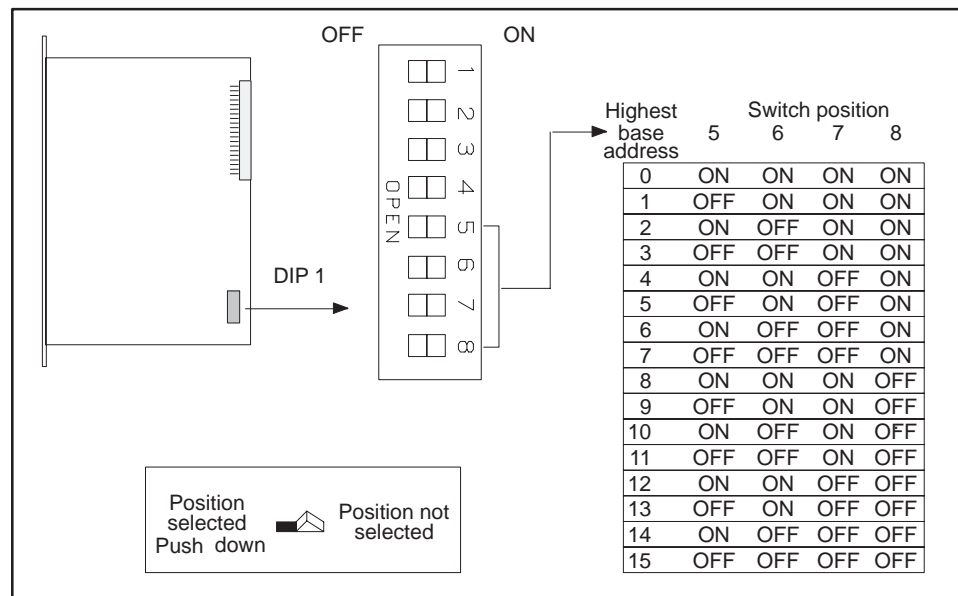 OFF ON
OPEN
1
2
3
4
5
6
7
8
DIP 1
Highest base address
Switch position
5 6 7 8
0 ON ON ON ON
1 OFF ON ON ON
2 ON OFF ON ON
3 OFF OFF ON ON
4 ON ON OFF ON
5 OFF ON OFF ON
6 ON OFF OFF ON
7 OFF OFF OFF ON
8 ON ON ON OFF
9 OFF ON ON OFF
10 ON OFF ON OFF
11 OFF OFF ON OFF
12 ON ON OFF OFF
13 OFF ON OFF OFF
14 ON OFF OFF OFF
15 OFF OFF OFF OFF
Position
selected
Push down
Position not
selected